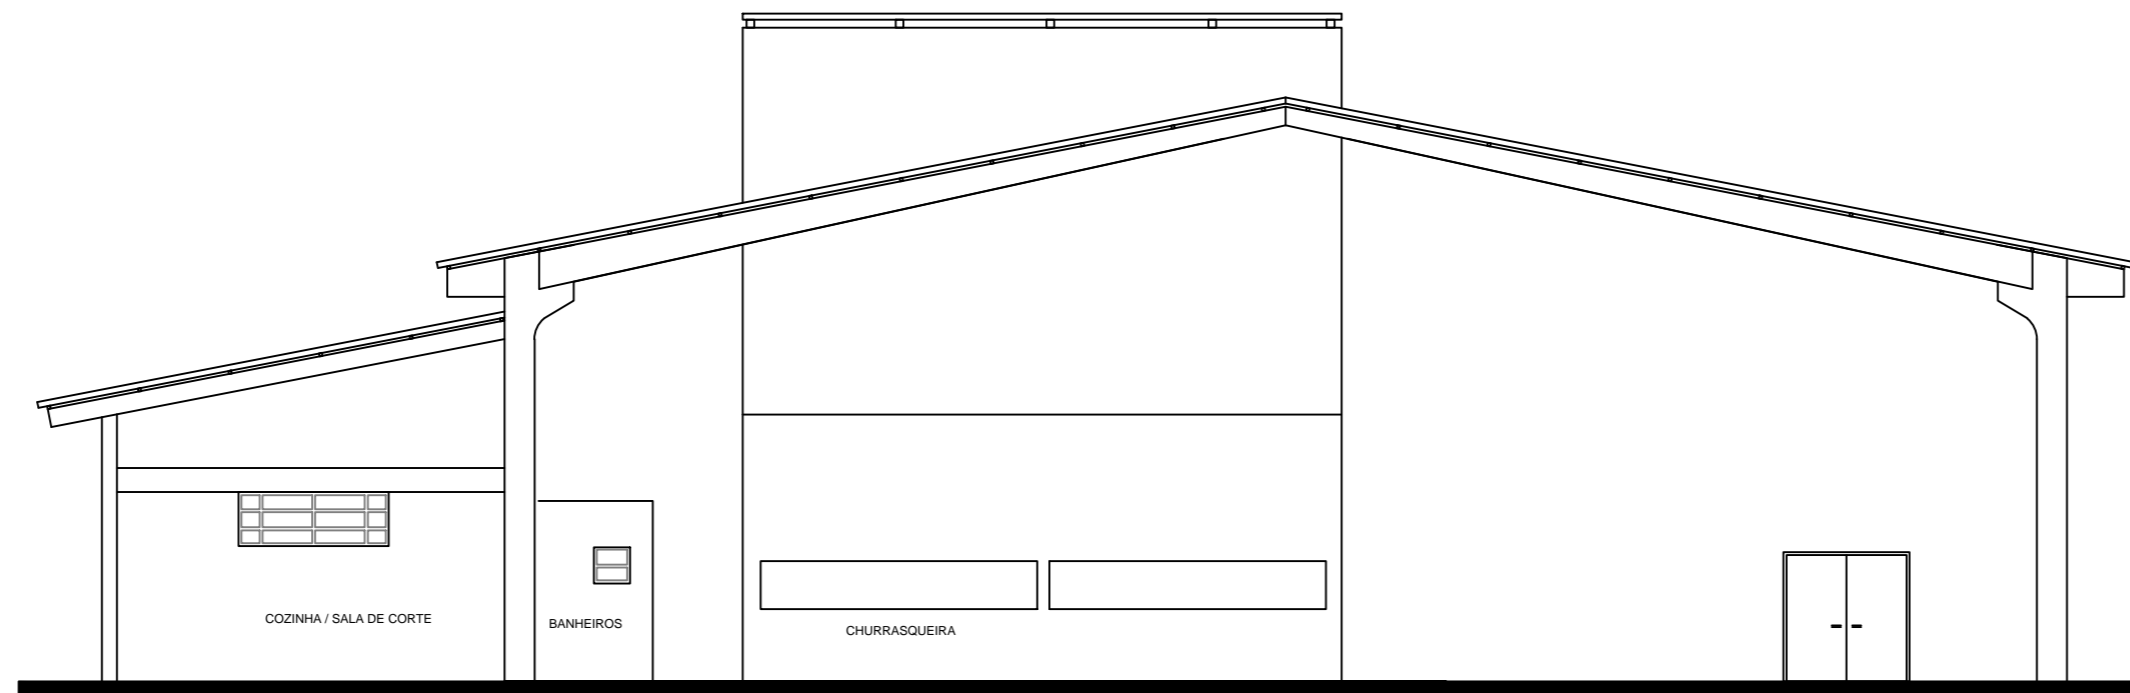 COZINHA / SALA DE CORTE
BANHEIROS
CHURRASQUEIRA